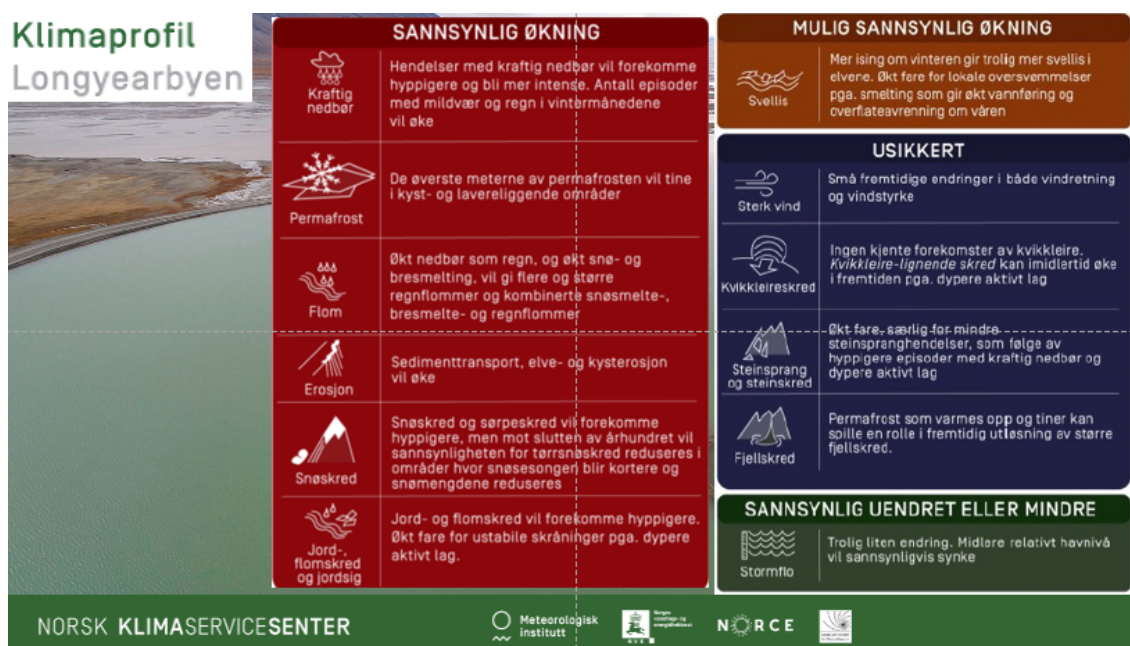 Klimaprofil
Longyearbyen
SANNSYNLIG ØKNING
Kraftig
nedbør
Hendelser med kraftig nedbør vil forekomme
hyppigere og bli mer intense. Antall episoder
med mildvær og regn i vintermånedene
vil øke
Permafrost
De øverste meterne av permafrosten vil tine
i kyst- og lavereliggende områder
Flom
Økt nedbør som regn, og økt snø- og
bresmelting, vil gi flere og større
regnflommer og kombinerte snøsmelte-,
bresmelte- og regnflommer
Erosjon
Sedimenttransport, elve- og kysterosjon
vil øke
Snøskred
Snøskred og sørpeskred vil forekomme
hyppigere, men mot slutten av århundret vil
sannsynligheten for tørrsnøskred reduseres i
områder hvor snøsesongen blir kortere og
snømengdene reduseres
Jord-,
flomskred
og jordsig
Jord- og flomskred vil forekomme hyppigere.
Økt fare for ustabile skråninger pga. dypere
aktivt lag.
MULIG SANNSYNLIG ØKNING
Svellis
Mer ising om vinteren gir trolig mer svellis i
elvene. Økt fare for lokale oversvømmelser
pga. smelting som gir økt vannføring og
overflateavrenning om våren
USIKKERT
Sterk vind
Små fremtidige endringer i både vindretning
og vindstyrke
Kvikkleireskred
Ingen kjente forekomster av kvikkleire.
Kvikkleire-lignende skred kan imidlertid øke
i fremtiden pga. dypere aktivt lag
Steinsprang
og steinskred
Økt fare, særlig for mindre
steinspranghendelser, som følge av
hyppigere episoder med kraftig nedbør og
dypere aktivt lag
Fjellskred
Permafrost som varmes opp og tiner kan
spille en rolle i fremtidig utløsning av større
fjellskred.
SANNSYNLIG UENDRET ELLER MINDRE
Stormflo
Trolig liten endring. Midlere relativt havnivå
vil sannsynligvis synke
NORSK KLIMASERVICESENTER
Meteorologisk
institutt
NVE
NORCE